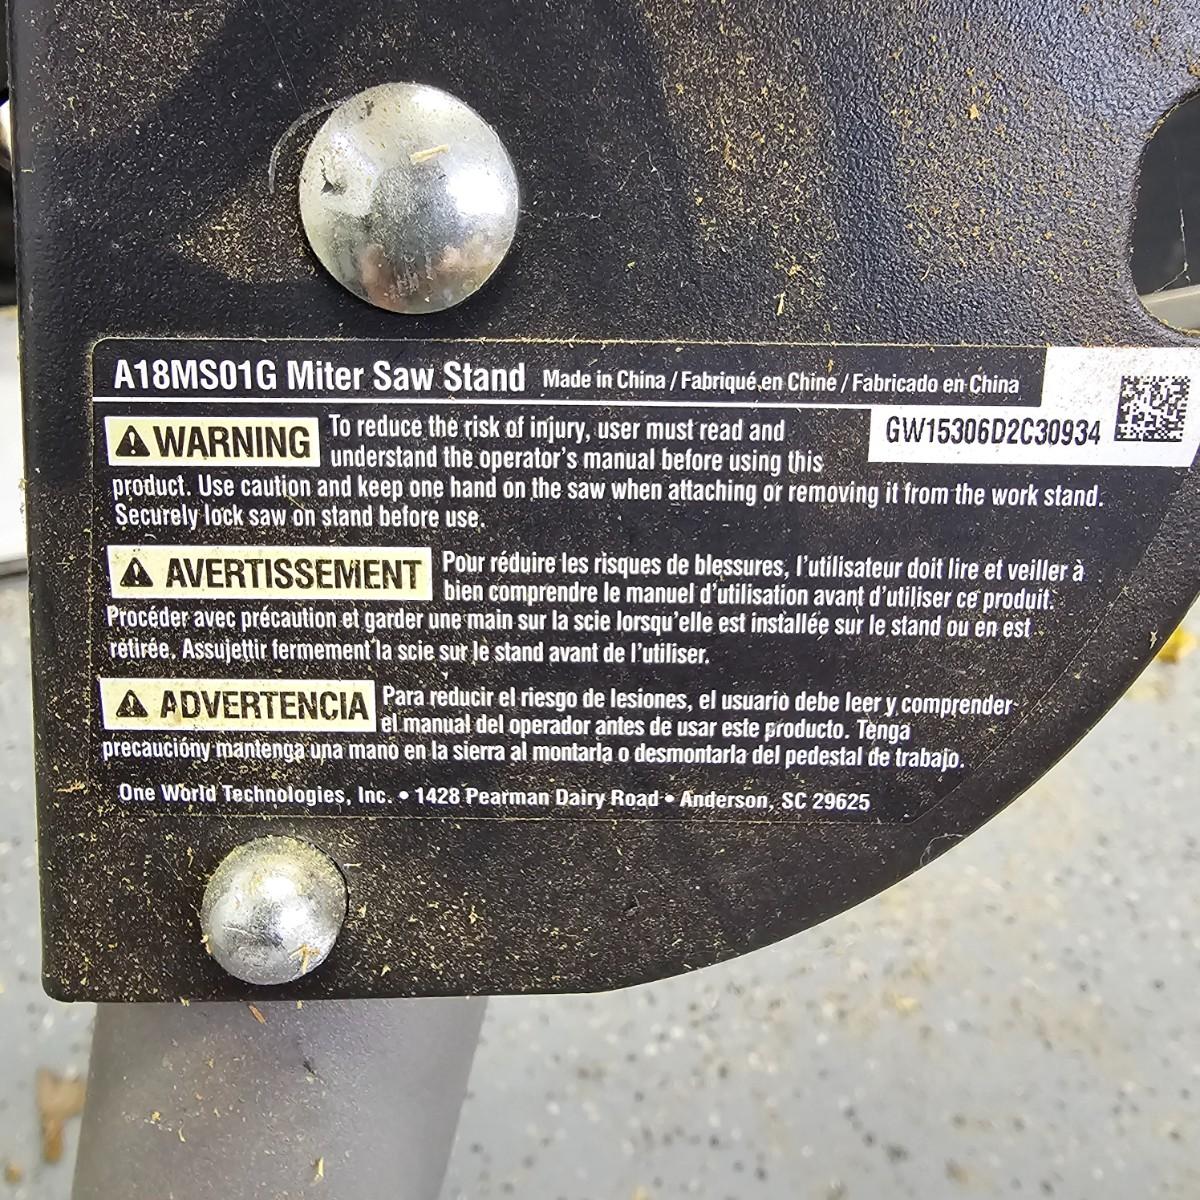 A18MS01G Miter Saw Stand Made in China / Fabriqué en Chine / Fabricado en China
GW15306D2C30934
⚠ WARNING To reduce the risk of injury, user must read and
understand the operator's manual before using this
product. Use caution and keep one hand on the saw when attaching or removing it from the work stand.
Securely lock saw on stand before use.
⚠ AVERTISSEMENT Pour réduire les risques de blessures, l'utilisateur doit lire et veiller à
bien comprendre le manuel d'utilisation avant d'utiliser ce produit.
Procéder avec précaution et garder une main sur la scie lorsqu'elle est installée sur le stand ou en est
retirée. Assujettir fermement la scie sur le stand avant de l'utiliser.
⚠ ADVERTENCIA Para reducir el riesgo de lesiones, el usuario debe leer y comprender
el manual del operador antes de usar este producto. Tenga
precaucióny mantenga una mano en la sierra al montarla o desmontarla del pedestal de trabajo.
One World Technologies, Inc. • 1428 Pearman Dairy Road • Anderson, SC 29625